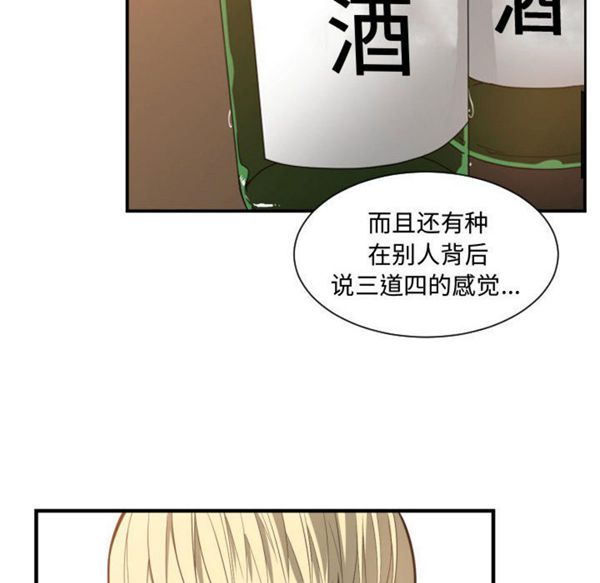 酒
酒
而且还有种
在别人背后
说三道四的感觉...